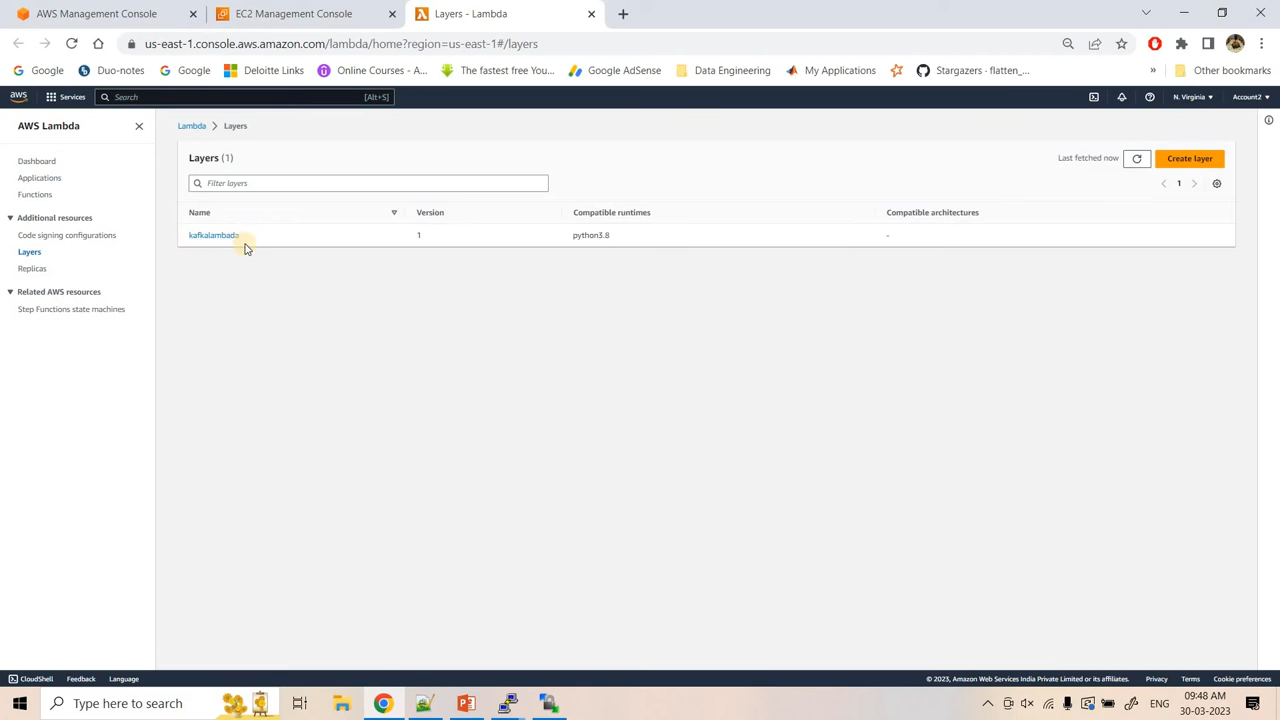 AWS Management Console
EC2 Management Console
Layers - Lambda
us-east-1.console.aws.amazon.com/lambda/home?region=us-east-1#/layers
Google
Duo-notes
Google
Deloitte Links
Online Courses - A...
The fastest free You...
Google AdSense
Data Engineering
My Applications
Stargazers · flatten_...
»
Other bookmarks
aws
Services
Search
[Alt+S]
N. Virginia
Account2
AWS Lambda
Dashboard
Applications
Functions
Additional resources
Code signing configurations
Layers
Replicas
Related AWS resources
Step Functions state machines
Lambda > Layers
Layers (1)
Last fetched now
Create layer
Filter layers
1
Name
Version
Compatible runtimes
Compatible architectures
kafkalambada
1
python3.8
-
CloudShell
Feedback
Language
© 2023, Amazon Web Services India Private Limited or its affiliates.
Privacy
Terms
Cookie preferences
Type here to search
ENG
09:48 AM
30-03-2023